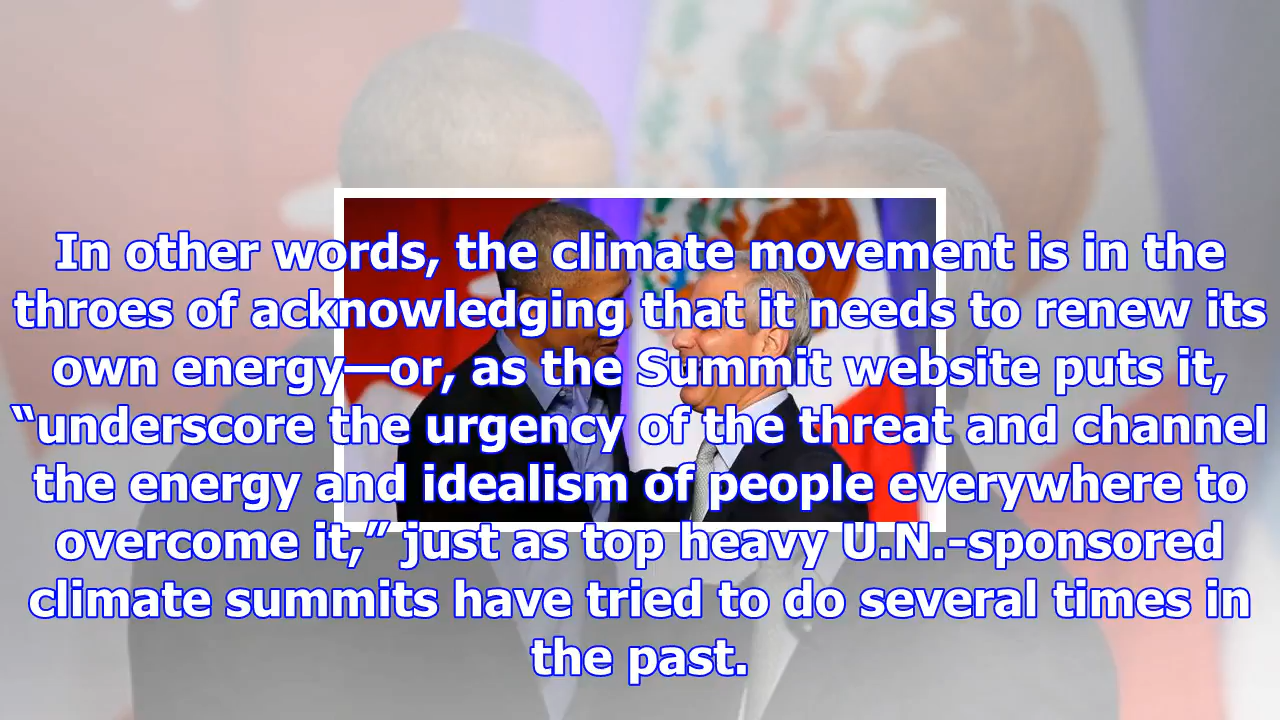 In other words, the climate movement is in the
throes of acknowledging that it needs to renew its
own energy—or, as the Summit website puts it,
“underscore the urgency of the threat and channel
the energy and idealism of people everywhere to
overcome it,” just as top heavy U.N.-sponsored
climate summits have tried to do several times in
the past.